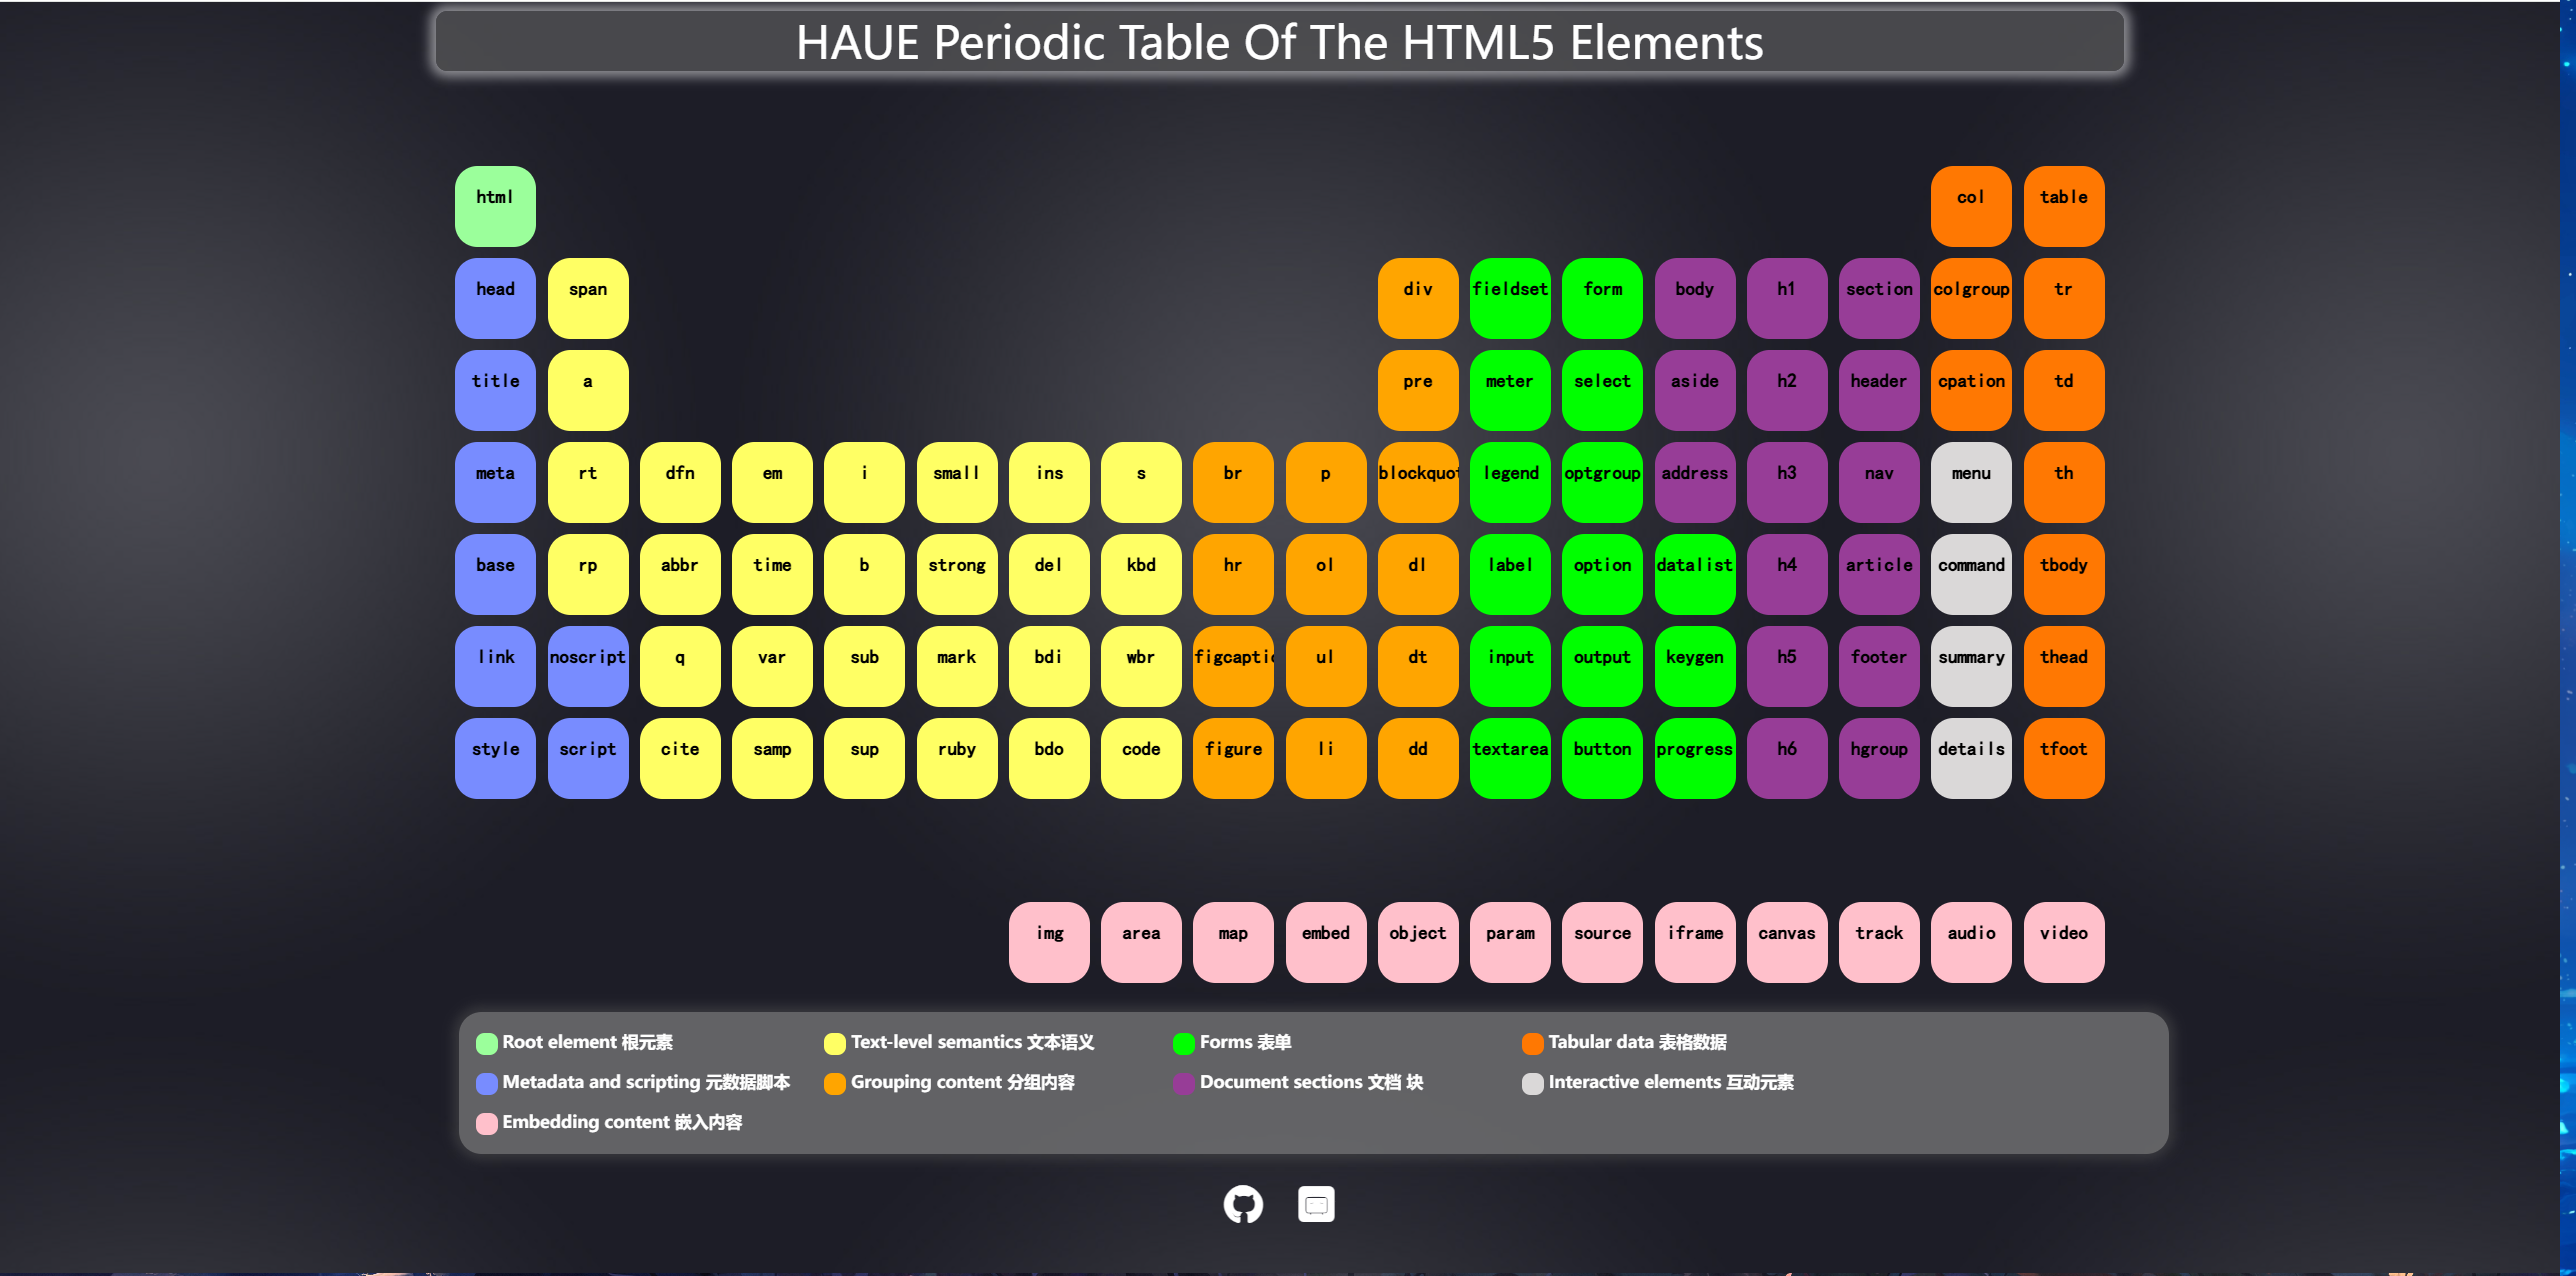 HAUE Periodic Table Of The HTML5 Elements
html col table
head span div fieldset form body h1 section colgroup tr
title a pre meter select aside h2 header cpation td
meta rt dfn em i small ins s br p blockquot legend optgroup address h3 nav menu th
base rp abbr time b strong del kbd hr ol dl label option datalist h4 article command tbody
link noscript q var sub mark bdi wbr figcaptio ul dt input output keygen h5 footer summary thead
style script cite samp sup ruby bdo code figure li dd textarea button progress h6 hgroup details tfoot
img area map embed object param source iframe canvas track audio video
Root element 根元素 Text-level semantics 文本语义 Forms 表单 Tabular data 表格数据
Metadata and scripting 元数据脚本 Grouping content 分组内容 Document sections 文档 块 Interactive elements 互动元素
Embedding content 嵌入内容